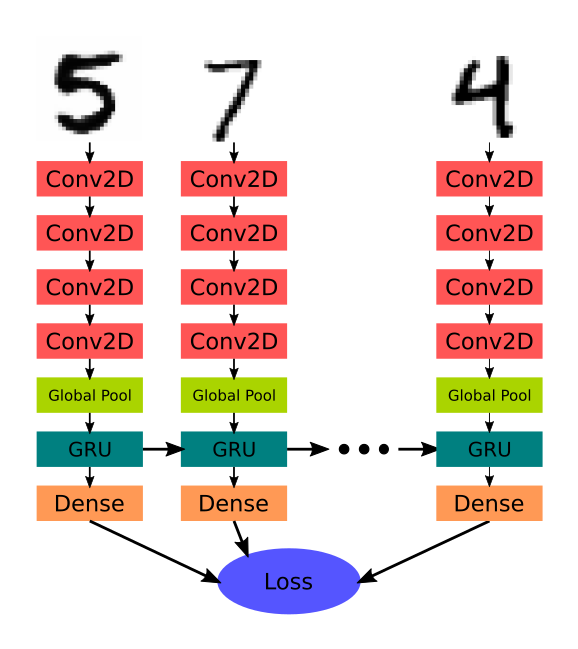 5 7 4
Conv2D Conv2D Conv2D
Conv2D Conv2D Conv2D
Conv2D Conv2D Conv2D
Conv2D Conv2D Conv2D
Global Pool Global Pool Global Pool
GRU GRU GRU
Dense Dense Dense
Loss